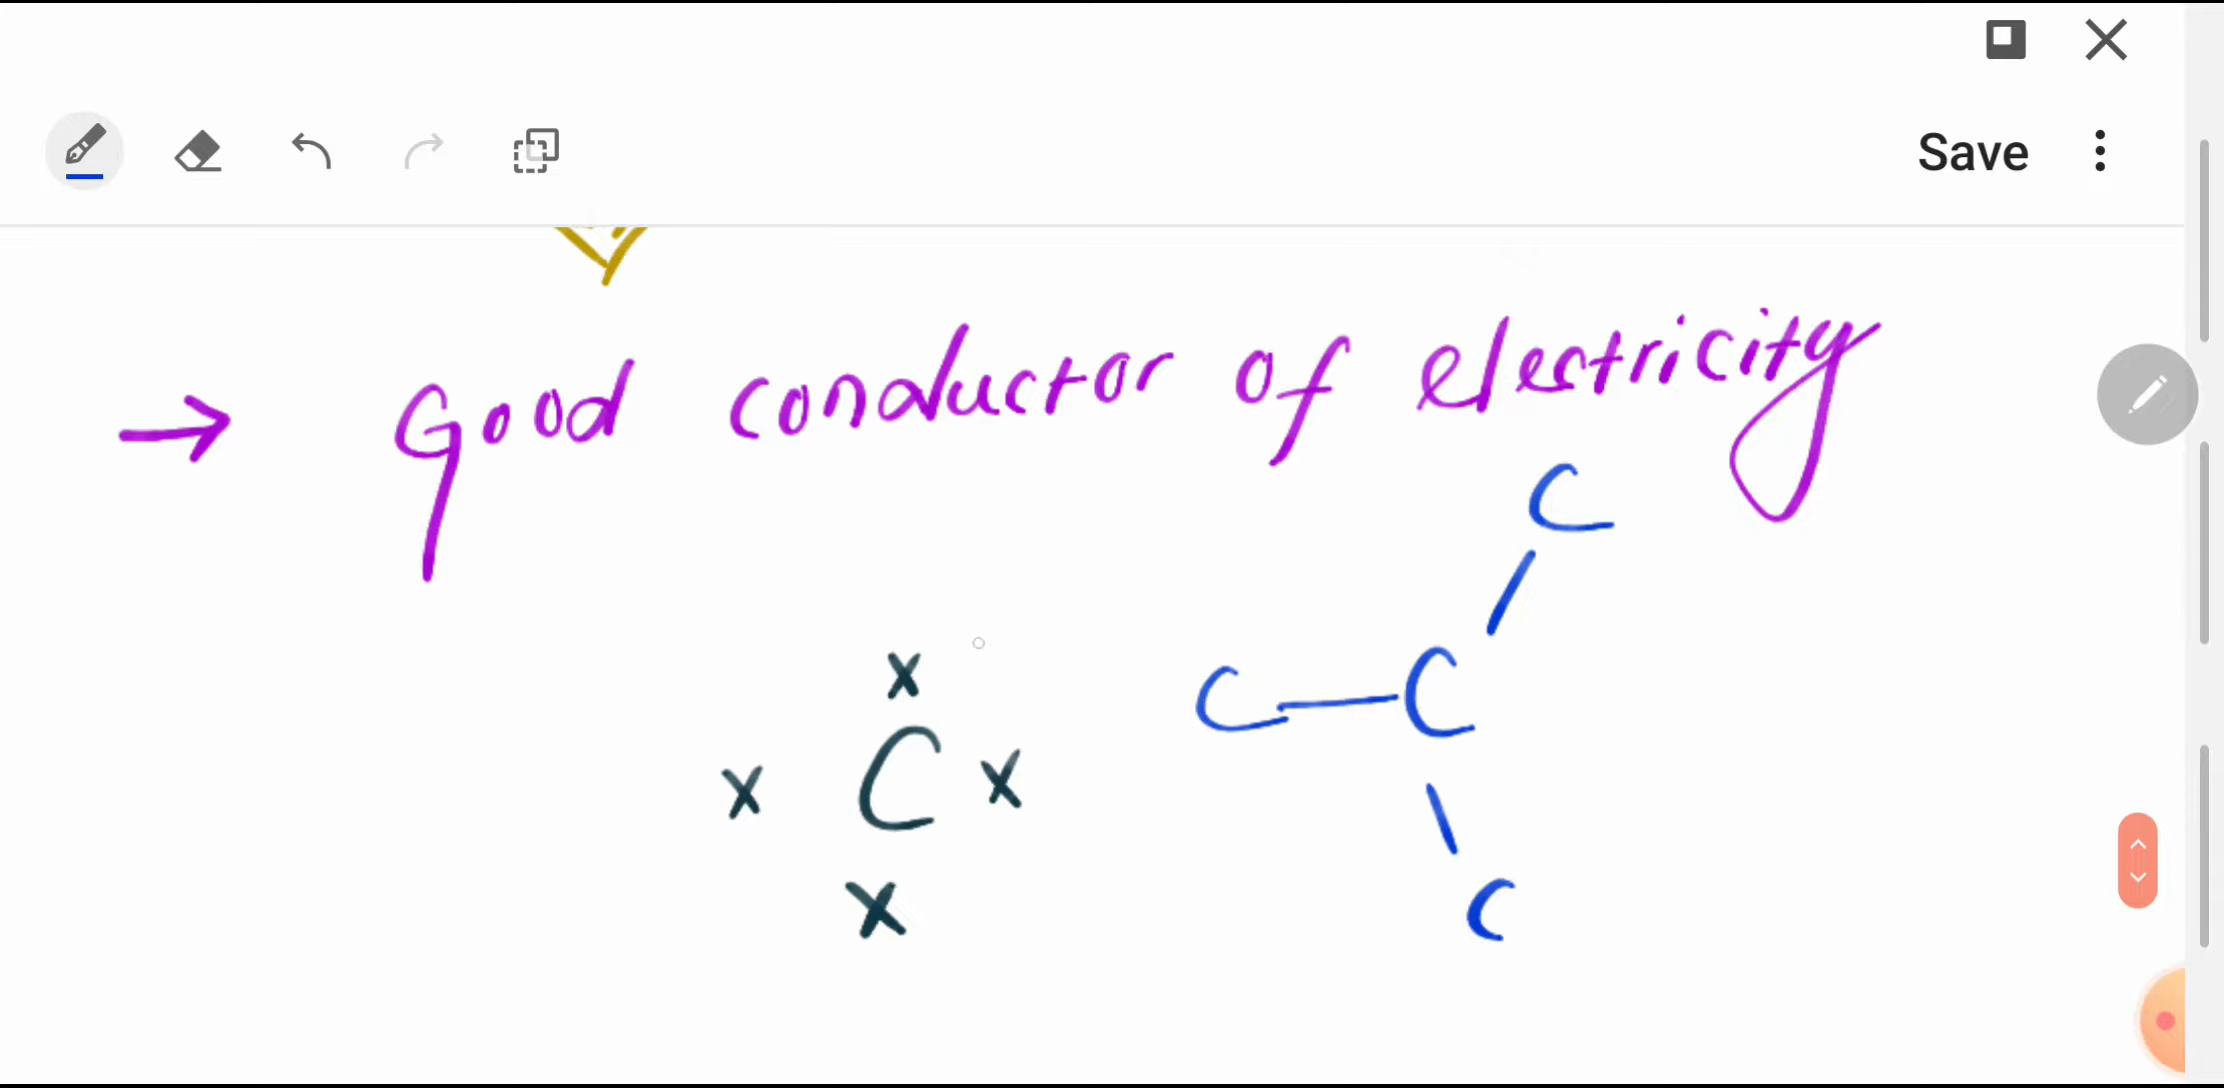 Save
→ Good conductor of electricity
C
x
C — C
x C x
x
C